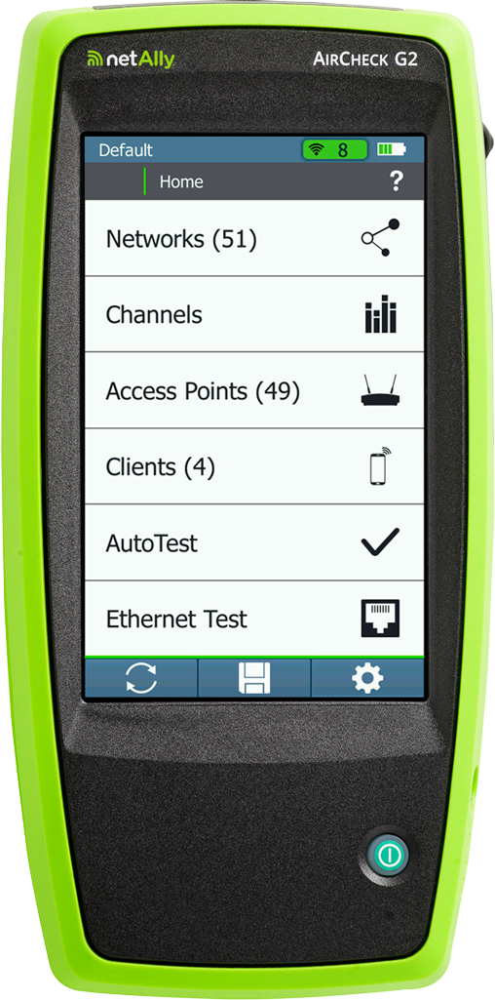 netAlly AIRCHECK G2
Default 8
Home ?
Networks (51)
Channels
Access Points (49)
Clients (4)
AutoTest
Ethernet Test